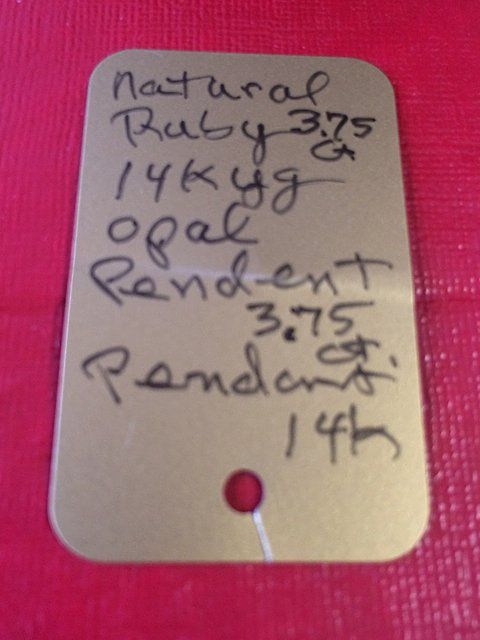 Natural
Ruby 3.75
ct
14K yg
opal
Pendent
3.75
ct.
Pendant
14k